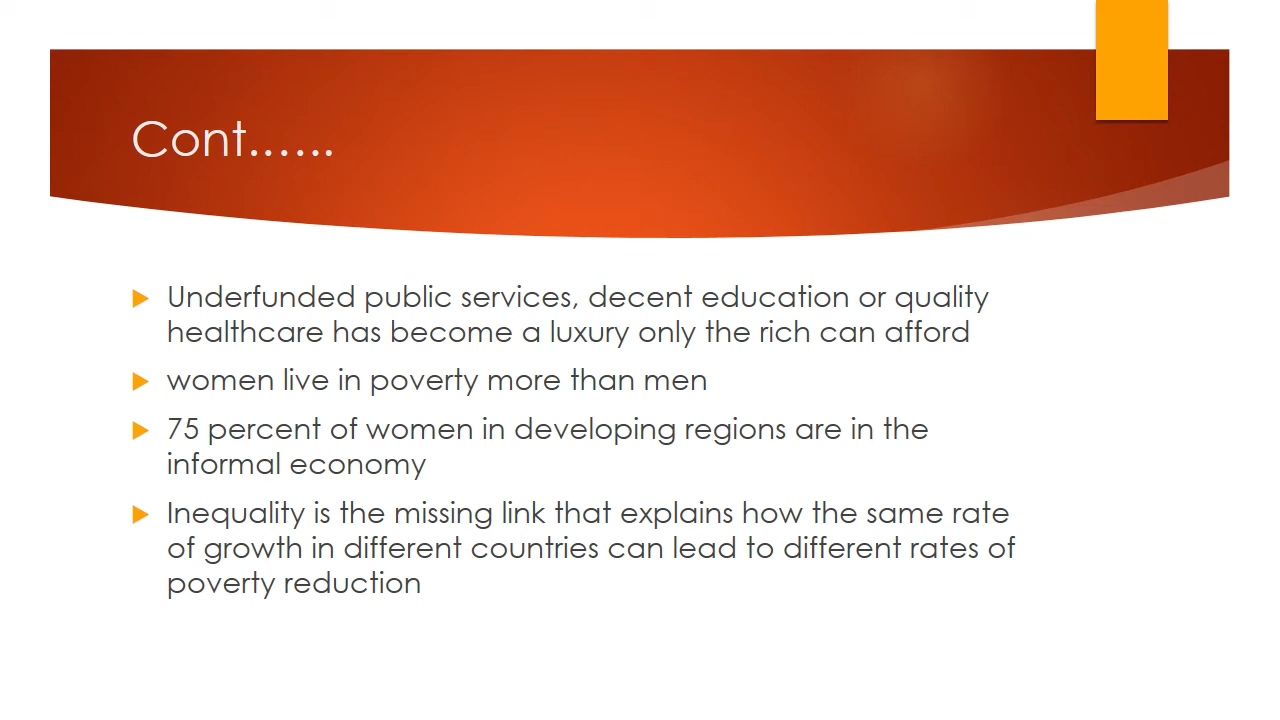 Cont.…..
Underfunded public services, decent education or quality
healthcare has become a luxury only the rich can afford
women live in poverty more than men
75 percent of women in developing regions are in the
informal economy
Inequality is the missing link that explains how the same rate
of growth in different countries can lead to different rates of
poverty reduction